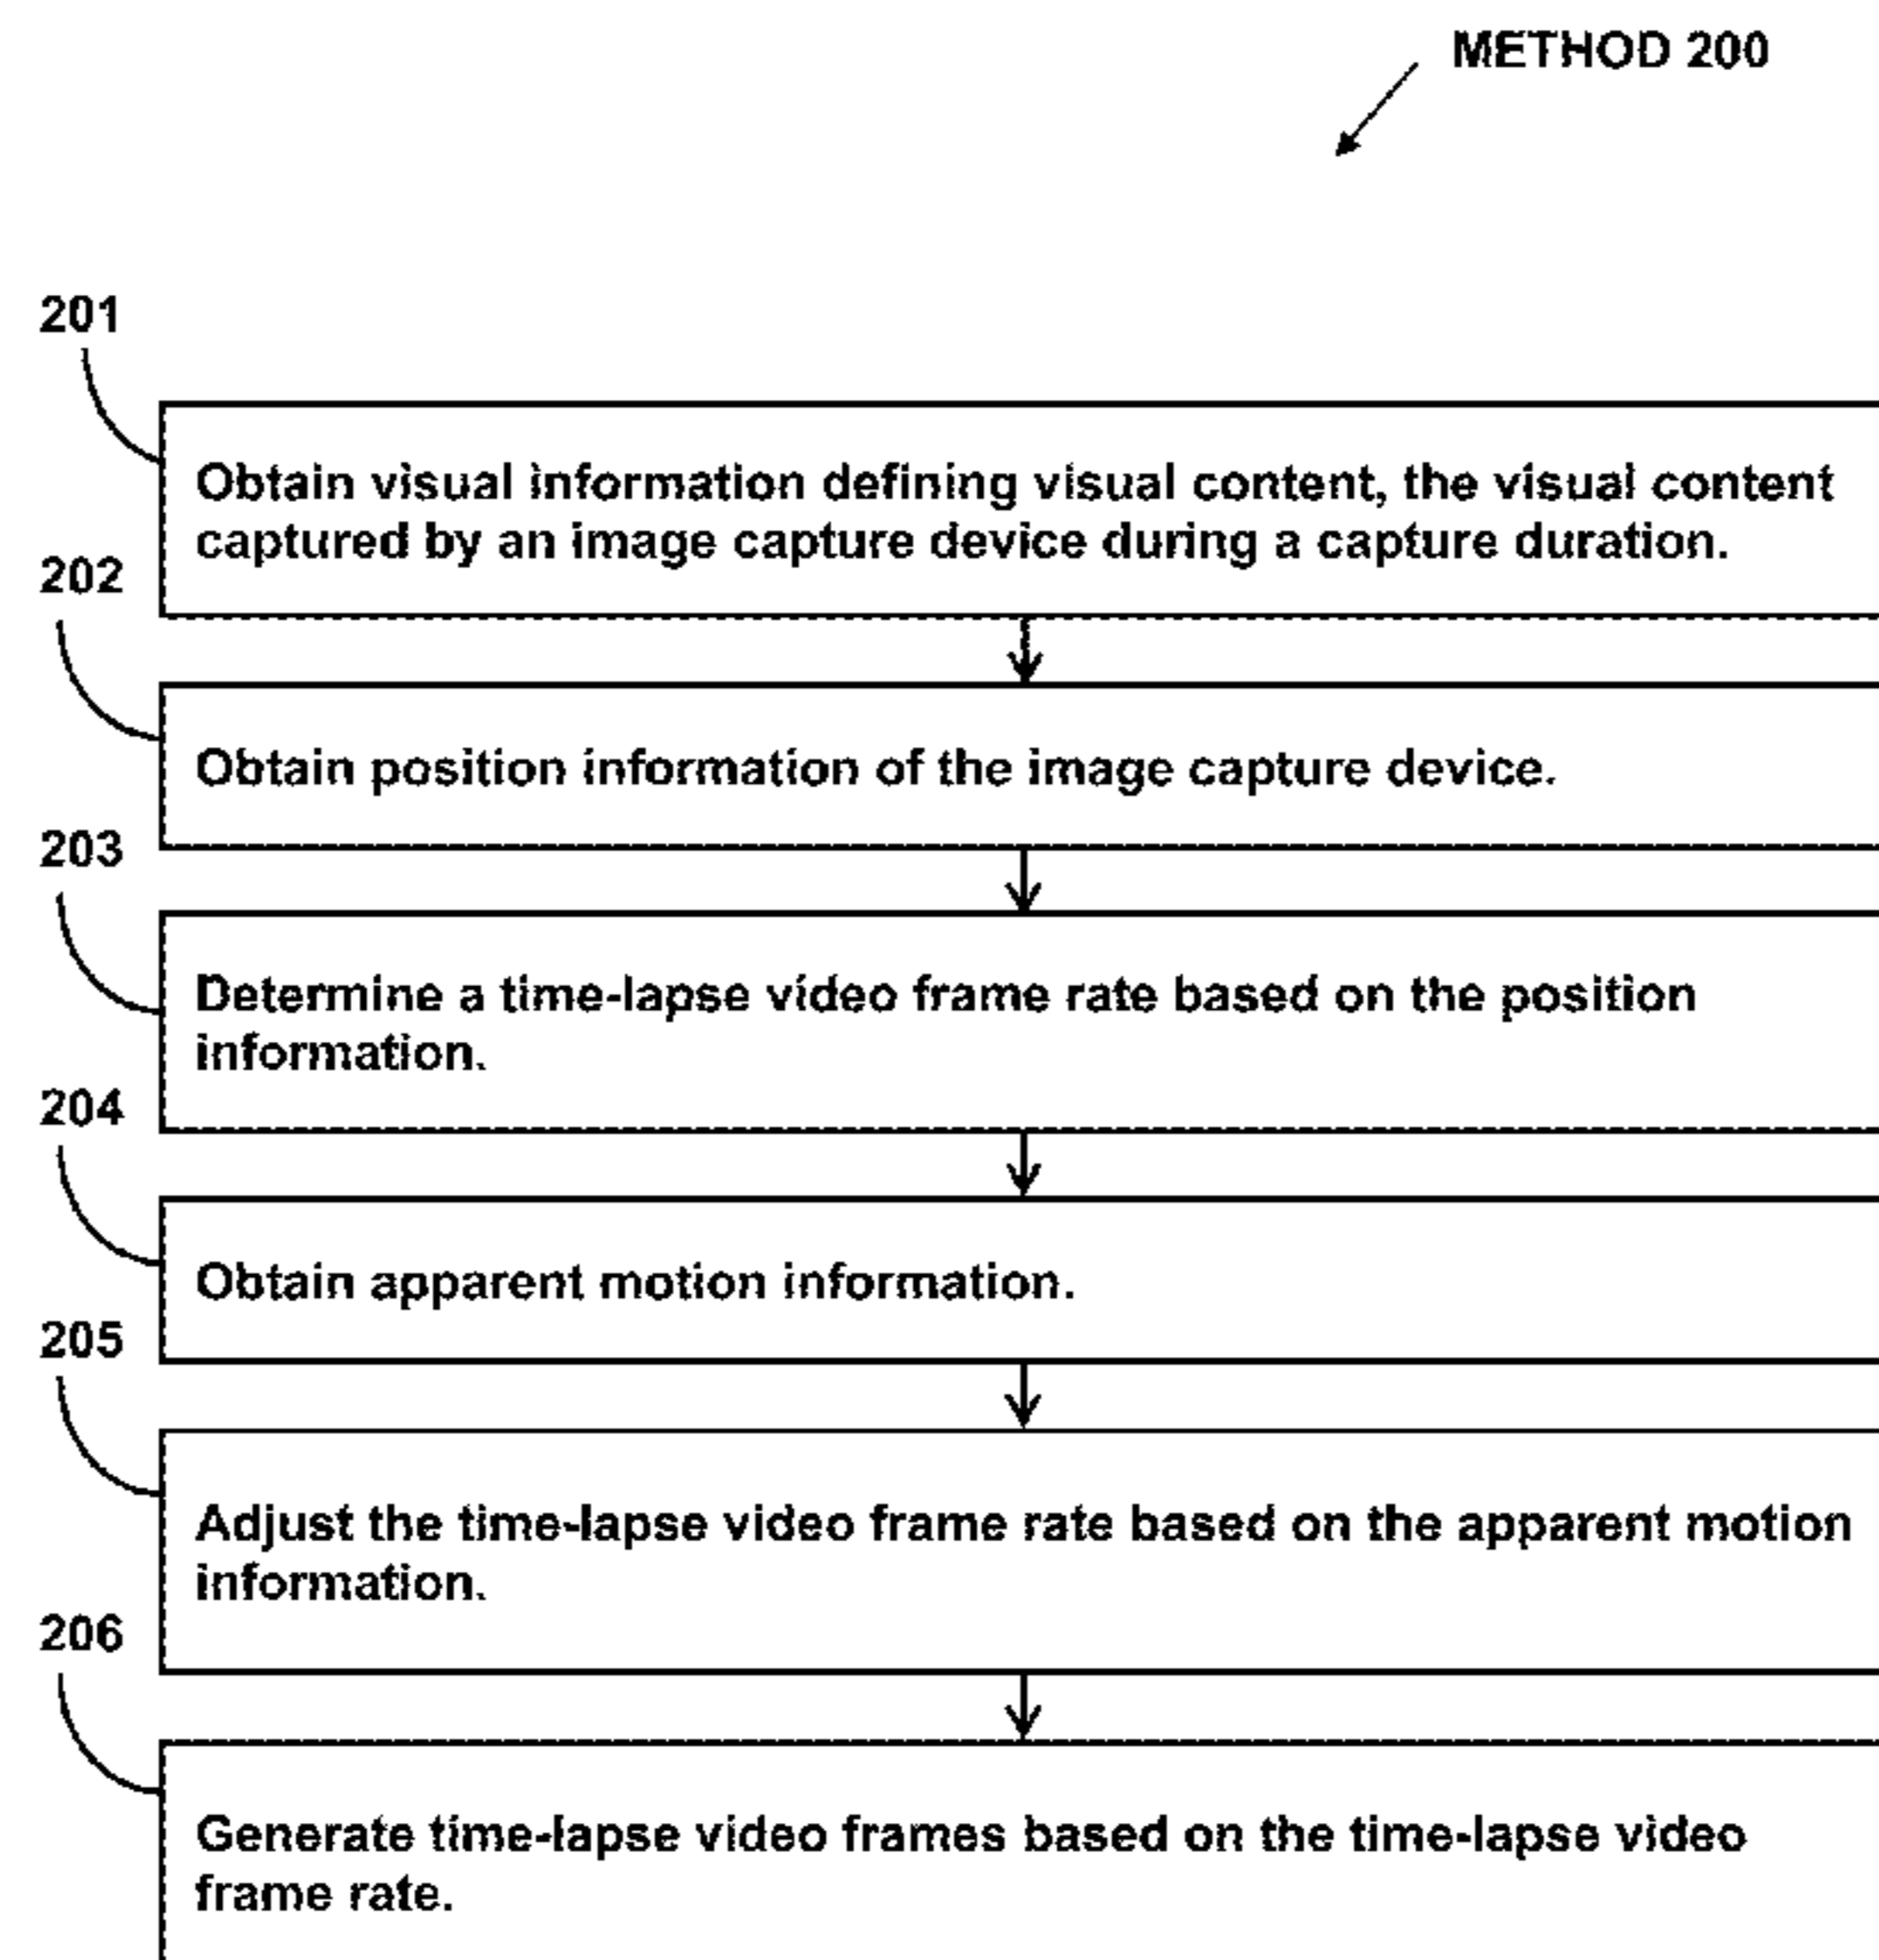 METHOD 200
201
Obtain visual information defining visual content, the visual content
captured by an image capture device during a capture duration.
202
Obtain position information of the image capture device.
203
Determine a time-lapse video frame rate based on the position
information.
204
Obtain apparent motion information.
205
Adjust the time-lapse video frame rate based on the apparent motion
information.
206
Generate time-lapse video frames based on the time-lapse video
frame rate.